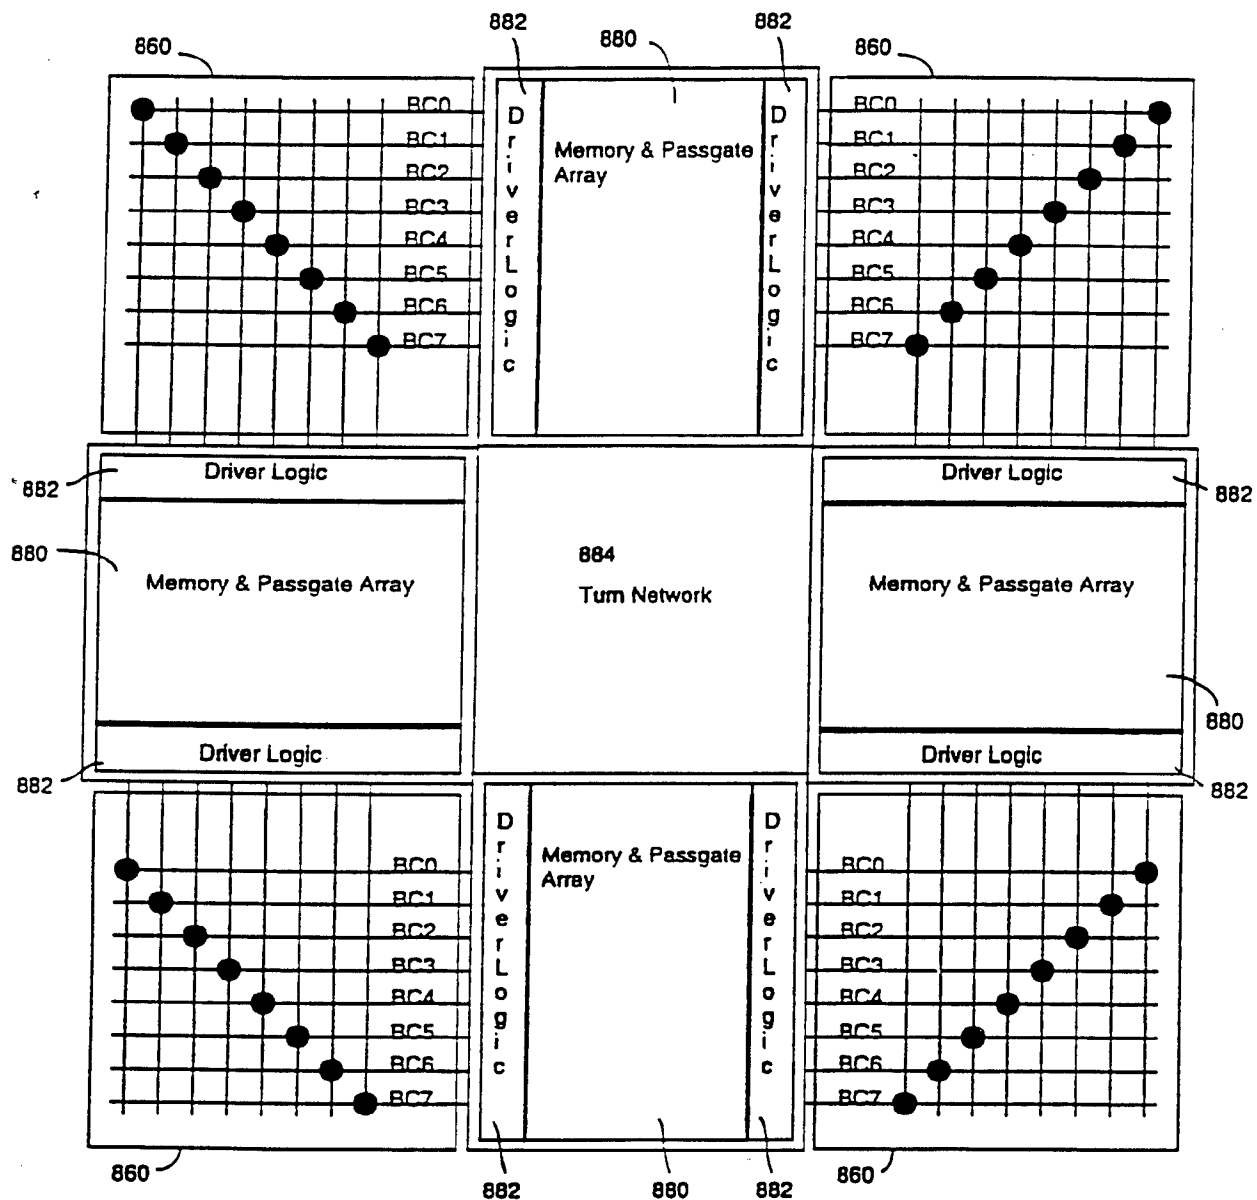 882
882
860
880
860
BC0
BC1
BC2
BC3
BC4
BC5
BC6
BC7
Driver Logic
Memory & Passgate
Array
Driver Logic
BC0
BC1
BC2
BC3
BC4
BC5
BC6
BC7
882
Driver Logic
880
Memory & Passgate Array
Driver Logic
882
884
Turn Network
Driver Logic
882
Memory & Passgate Array
880
Driver Logic
882
BC0
BC1
BC2
BC3
BC4
BC5
BC6
BC7
Driver Logic
Memory & Passgate
Array
Driver Logic
BC0
BC1
BC2
BC3
BC4
BC5
BC6
BC7
860
882
880
882
860